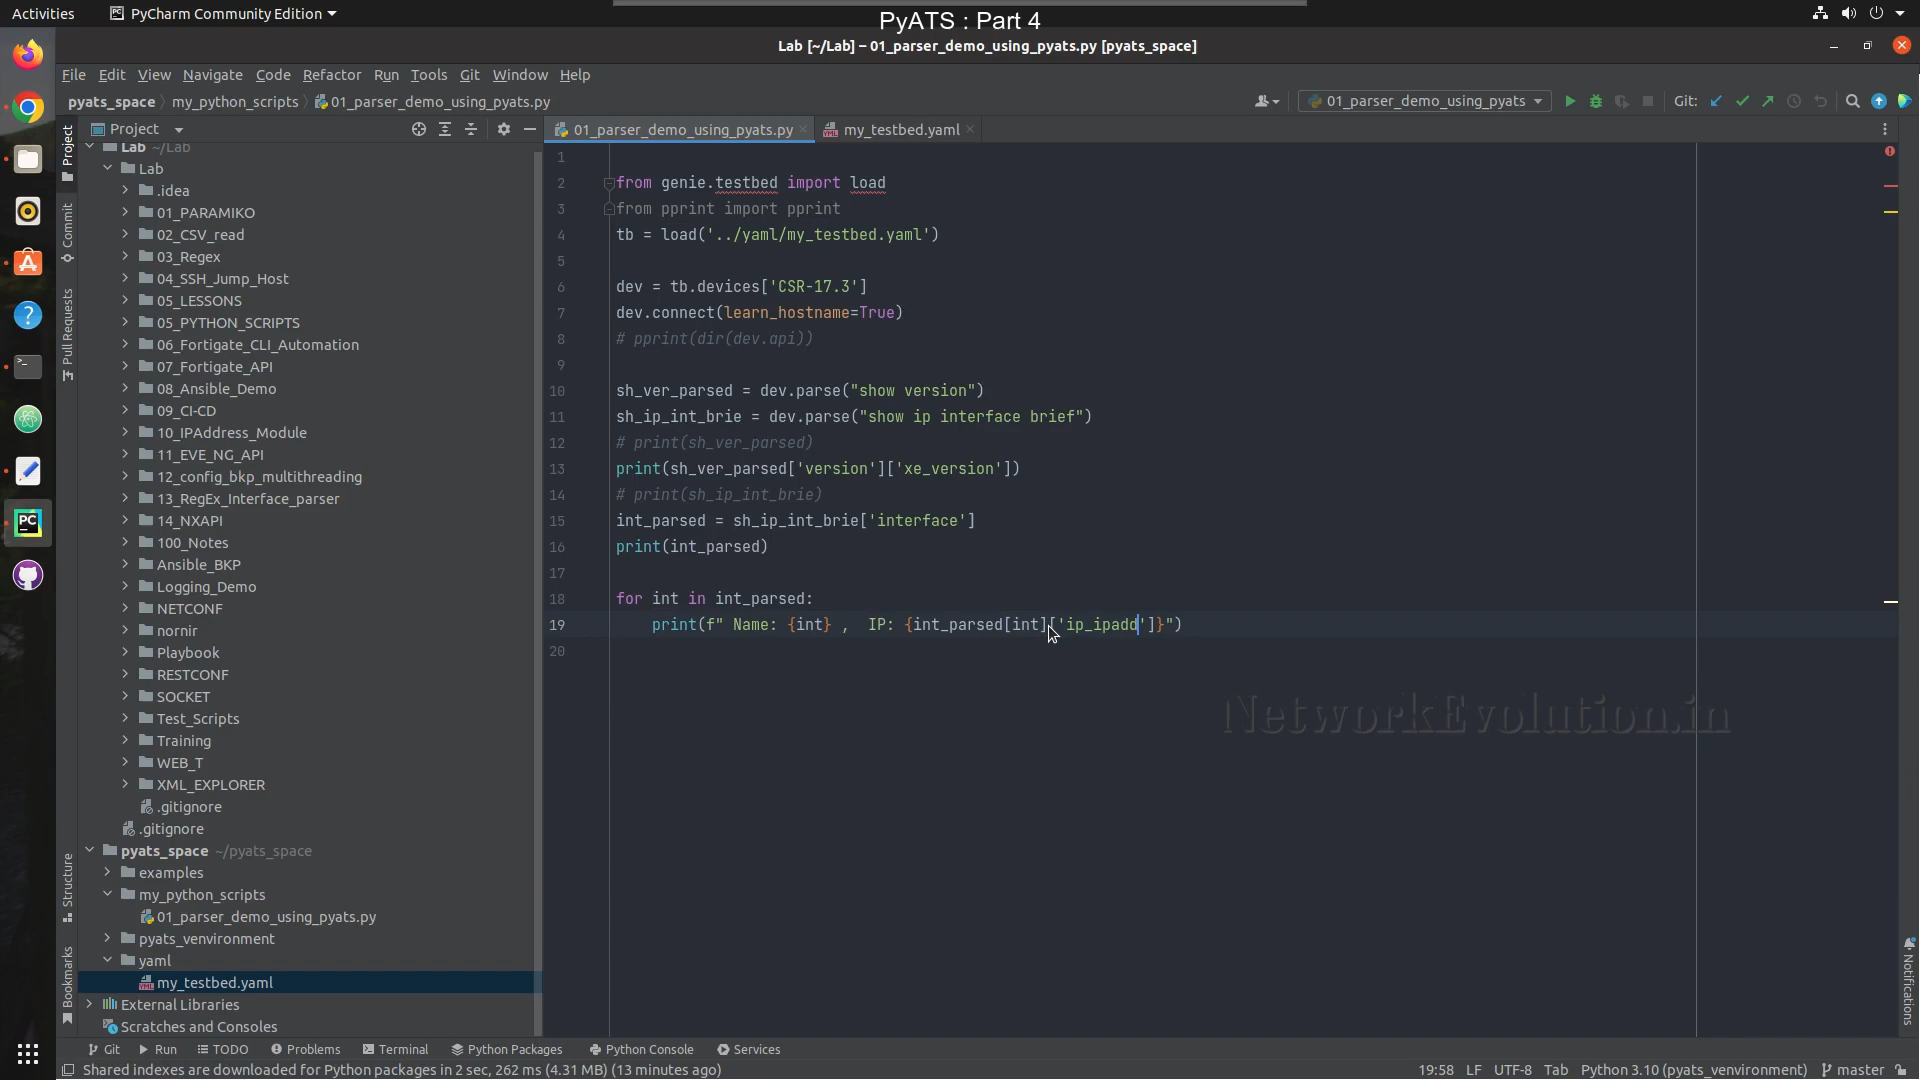 Activities
PyCharm Community Edition
PyATS : Part 4
Lab [~/Lab] – 01_parser_demo_using_pyats.py [pyats_space]
File Edit View Navigate Code Refactor Run Tools Git Window Help
pyats_space my_python_scripts 01_parser_demo_using_pyats.py
01_parser_demo_using_pyats
Git:
Project
01_parser_demo_using_pyats.py
my_testbed.yaml
Project
Commit
Pull Requests
Structure
Bookmarks
Lab ~/Lab
Lab
.idea
01_PARAMIKO
02_CSV_read
03_Regex
04_SSH_Jump_Host
05_LESSONS
05_PYTHON_SCRIPTS
06_Fortigate_CLI_Automation
07_Fortigate_API
08_Ansible_Demo
09_CI-CD
10_IPAddress_Module
11_EVE_NG_API
12_config_bkp_multithreading
13_RegEx_Interface_parser
14_NXAPI
100_Notes
Ansible_BKP
Logging_Demo
NETCONF
nornir
Playbook
RESTCONF
SOCKET
Test_Scripts
Training
WEB_T
XML_EXPLORER
.gitignore
.gitignore
pyats_space ~/pyats_space
examples
my_python_scripts
01_parser_demo_using_pyats.py
pyats_venvironment
yaml
my_testbed.yaml
External Libraries
Scratches and Consoles
1
2 from genie.testbed import load
3 from pprint import pprint
4 tb = load('../yaml/my_testbed.yaml')
5
6 dev = tb.devices['CSR-17.3']
7 dev.connect(learn_hostname=True)
8 # pprint(dir(dev.api))
9
10 sh_ver_parsed = dev.parse("show version")
11 sh_ip_int_brie = dev.parse("show ip interface brief")
12 # print(sh_ver_parsed)
13 print(sh_ver_parsed['version']['xe_version'])
14 # print(sh_ip_int_brie)
15 int_parsed = sh_ip_int_brie['interface']
16 print(int_parsed)
17
18 for int in int_parsed:
19 print(f" Name: {int} ,  IP: {int_parsed[int]['ip_ipadd']}")
20
NetworkEvolution.in
Notifications
Git Run TODO Problems Terminal Python Packages Python Console Services
Shared indexes are downloaded for Python packages in 2 sec, 262 ms (4.31 MB) (13 minutes ago)
19:58 LF UTF-8 Tab Python 3.10 (pyats_venvironment) master